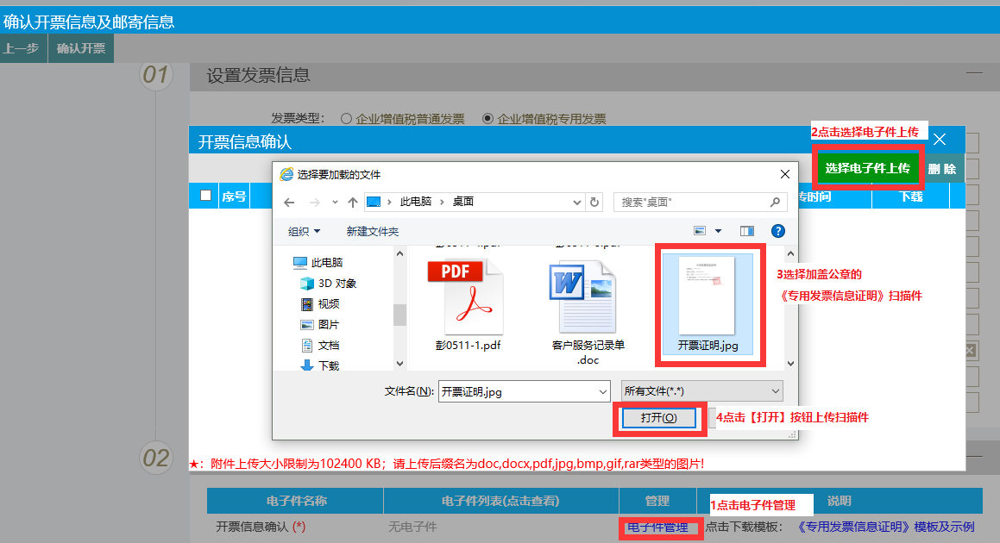 确认开票信息及邮寄信息
上一步 确认开票
01 设置发票信息
发票类型： 企业增值税普通发票 企业增值税专用发票
2点击选择电子件上传
开票信息确认
选择电子件上传 删 除
选择要加载的文件
序号 传时间 下载
此电脑 桌面 搜索"桌面"
组织 新建文件夹
此电脑
3D 对象
视频
图片
文档
下载
PDF
彭0511-1.pdf
W
客户服务记录单
.doc
开票证明.jpg
3选择加盖公章的
《专用发票信息证明》扫描件
文件名(N): 开票证明.jpg 所有文件(*.*)
打开(O)
4点击【打开】按钮上传扫描件
02
★：附件上传大小限制为102400 KB；请上传后缀名为doc,docx,pdf,jpg,bmp,gif,rar类型的图片!
电子件名称 电子件列表(点击查看) 管理 说明
1点击电子件管理
开票信息确认 (*) 无电子件 电子件管理 点击下载模板： 《专用发票信息证明》模板及示例